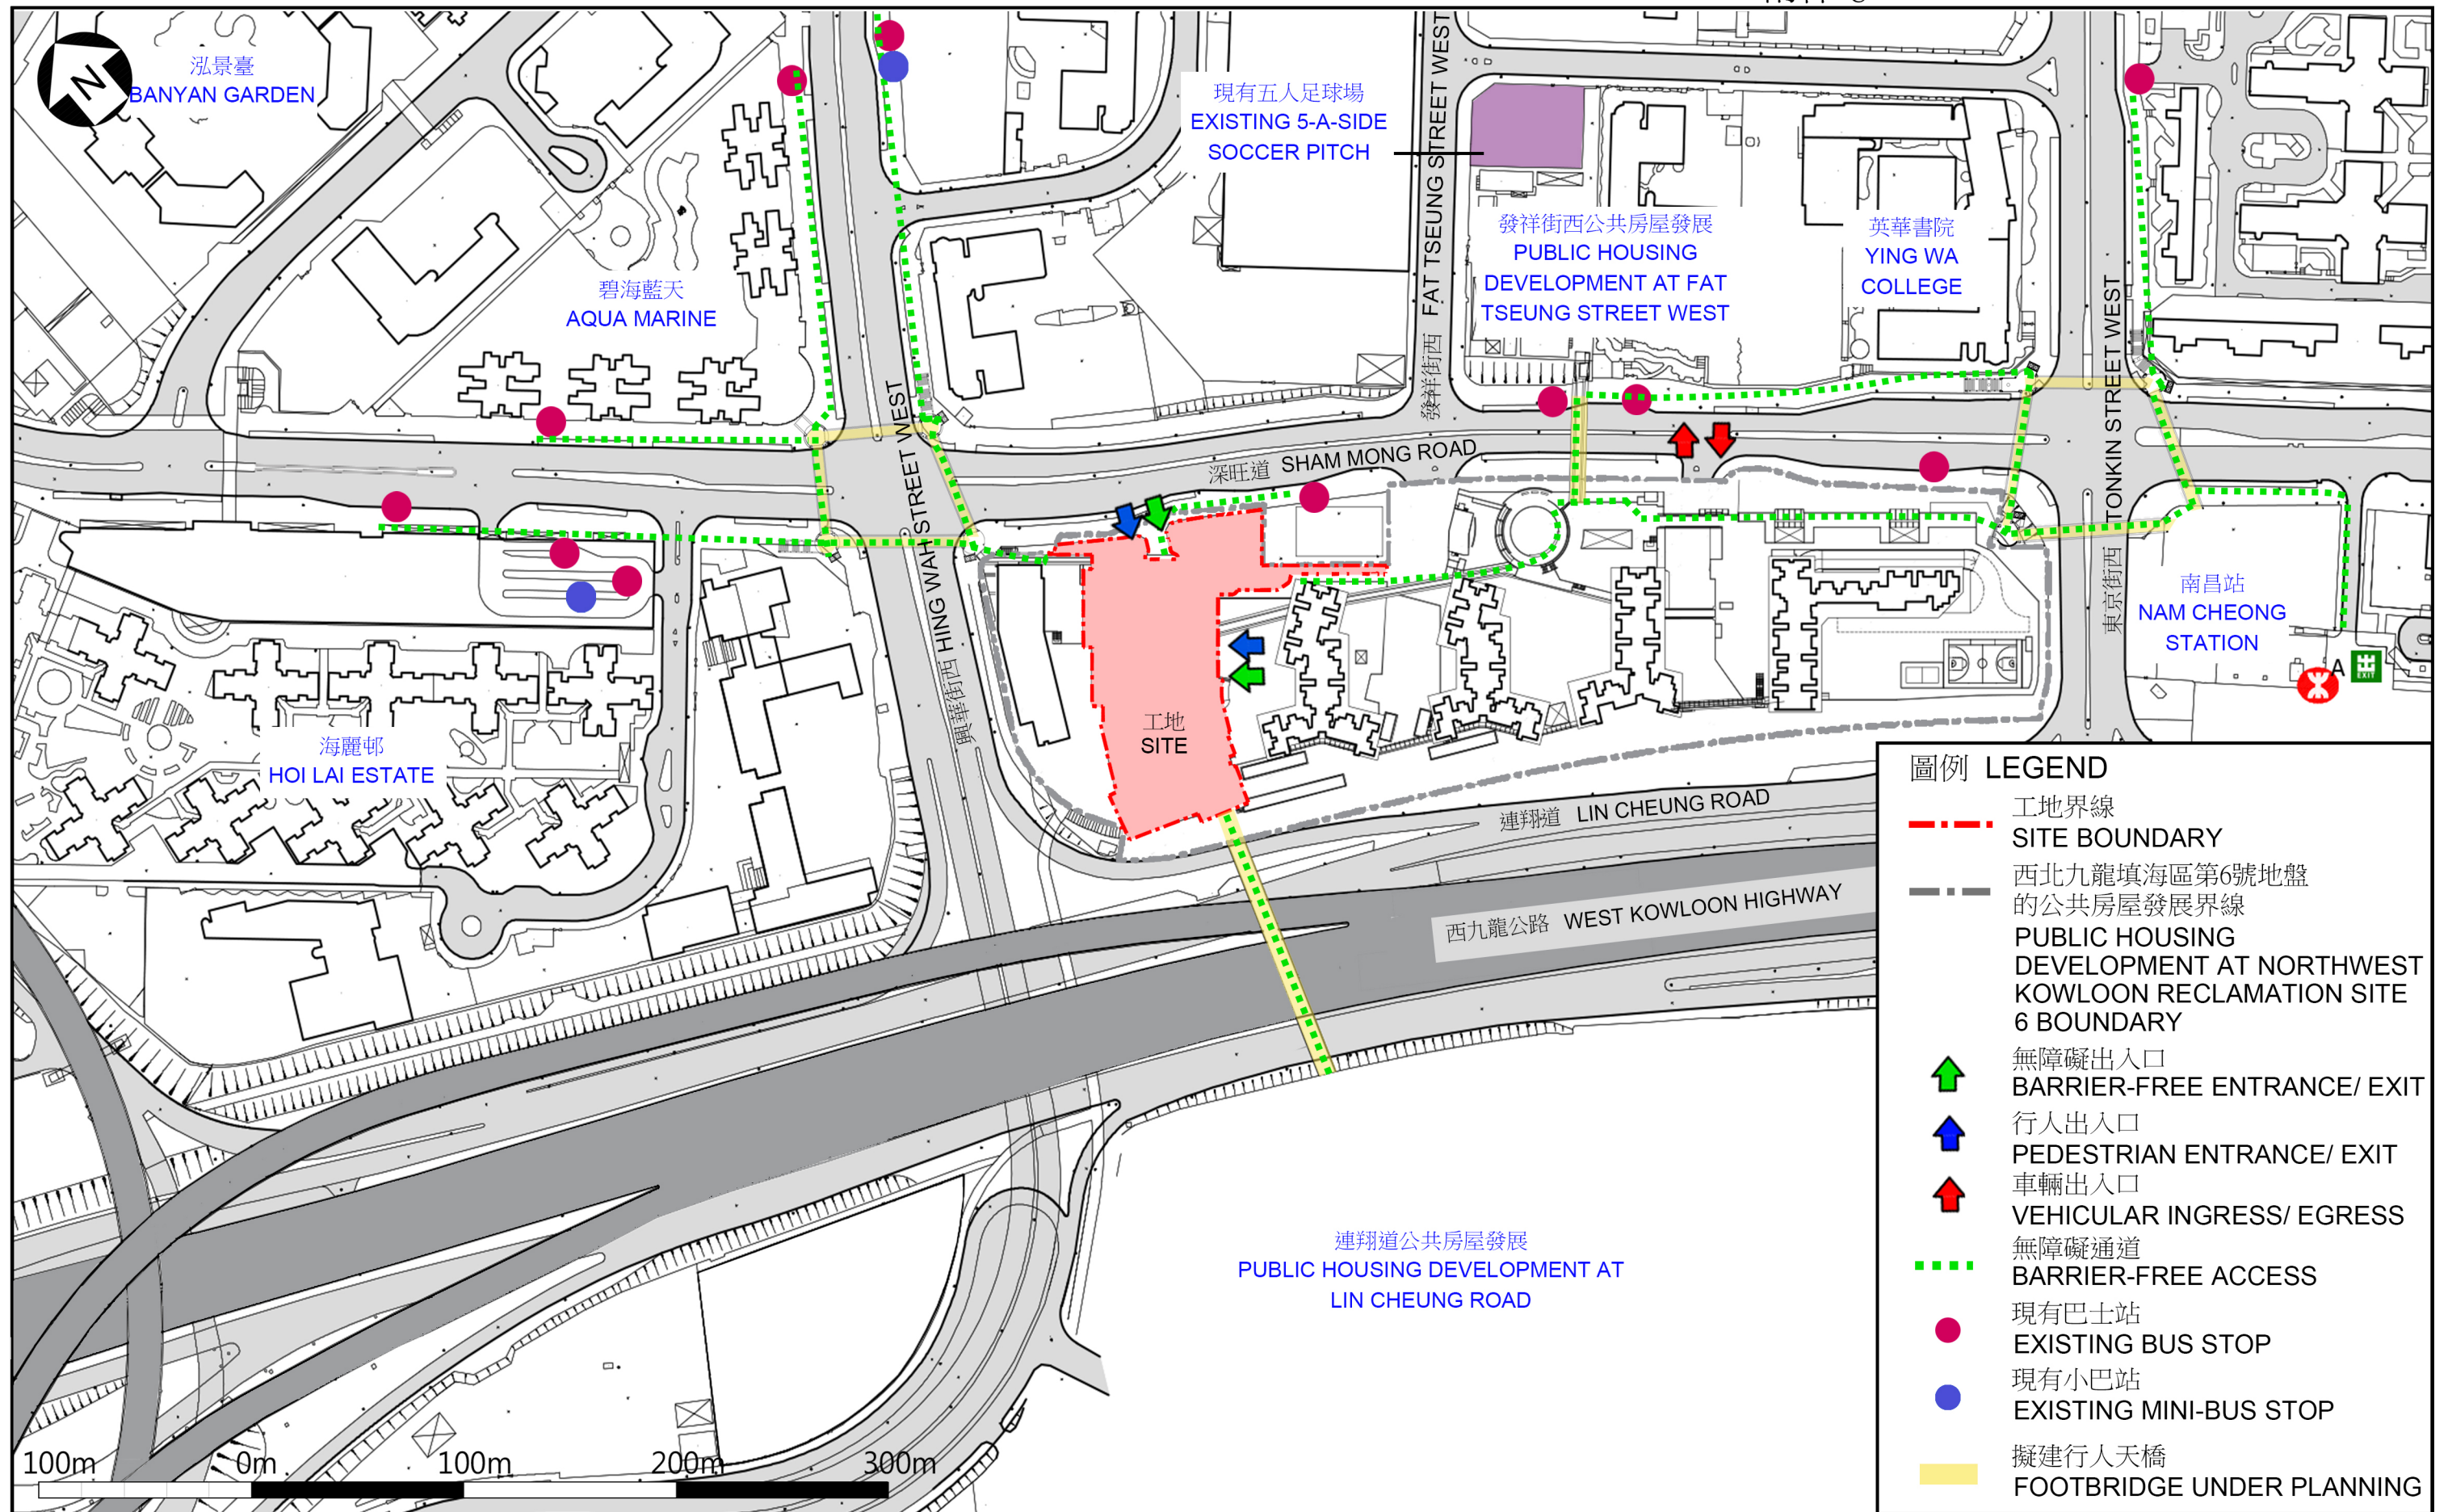 N
泓景臺
BANYAN GARDEN
現有五人足球場
EXISTING 5-A-SIDE
SOCCER PITCH
發祥街西 FAT TSEUNG STREET WEST
發祥街西公共房屋發展
PUBLIC HOUSING
DEVELOPMENT AT FAT
TSEUNG STREET WEST
英華書院
YING WA
COLLEGE
碧海藍天
AQUA MARINE
興華街西 HING WAH STREET WEST
深旺道 SHAM MONG ROAD
東京街西 TONKIN STREET WEST
南昌站
NAM CHEONG
STATION
A
EXIT
工地
SITE
海麗邨
HOI LAI ESTATE
連翔道 LIN CHEUNG ROAD
西九龍公路 WEST KOWLOON HIGHWAY
連翔道公共房屋發展
PUBLIC HOUSING DEVELOPMENT AT
LIN CHEUNG ROAD
100m 0m 100m 200m 300m
圖例 LEGEND
工地界線
SITE BOUNDARY
西北九龍填海區第6號地盤
的公共房屋發展界線
PUBLIC HOUSING
DEVELOPMENT AT NORTHWEST
KOWLOON RECLAMATION SITE
6 BOUNDARY
無障礙出入口
BARRIER-FREE ENTRANCE/ EXIT
行人出入口
PEDESTRIAN ENTRANCE/ EXIT
車輛出入口
VEHICULAR INGRESS/ EGRESS
無障礙通道
BARRIER-FREE ACCESS
現有巴士站
EXISTING BUS STOP
現有小巴站
EXISTING MINI-BUS STOP
擬建行人天橋
FOOTBRIDGE UNDER PLANNING